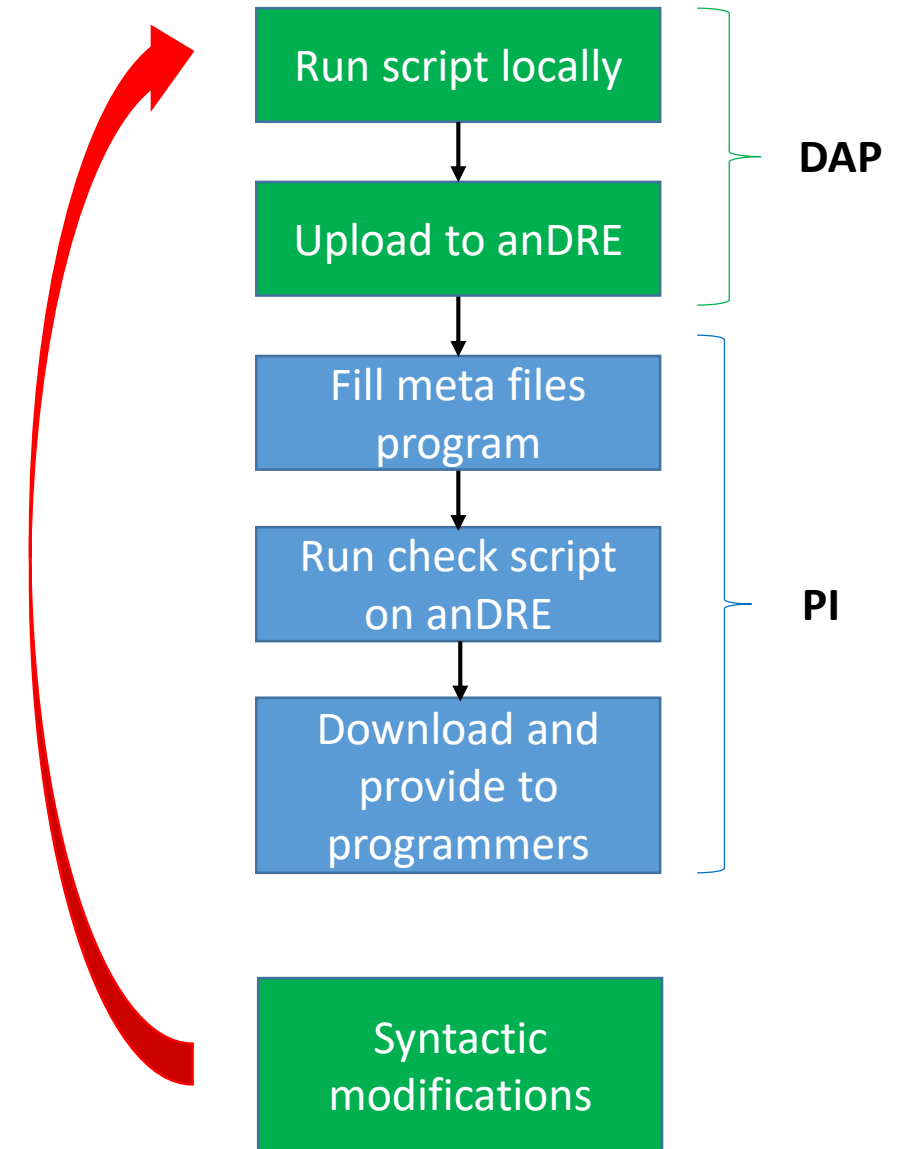 Run script locally
DAP
Upload to anDRE
Fill meta files
program
Run check script
on anDRE
PI
Download and
provide to
programmers
Syntactic
modifications